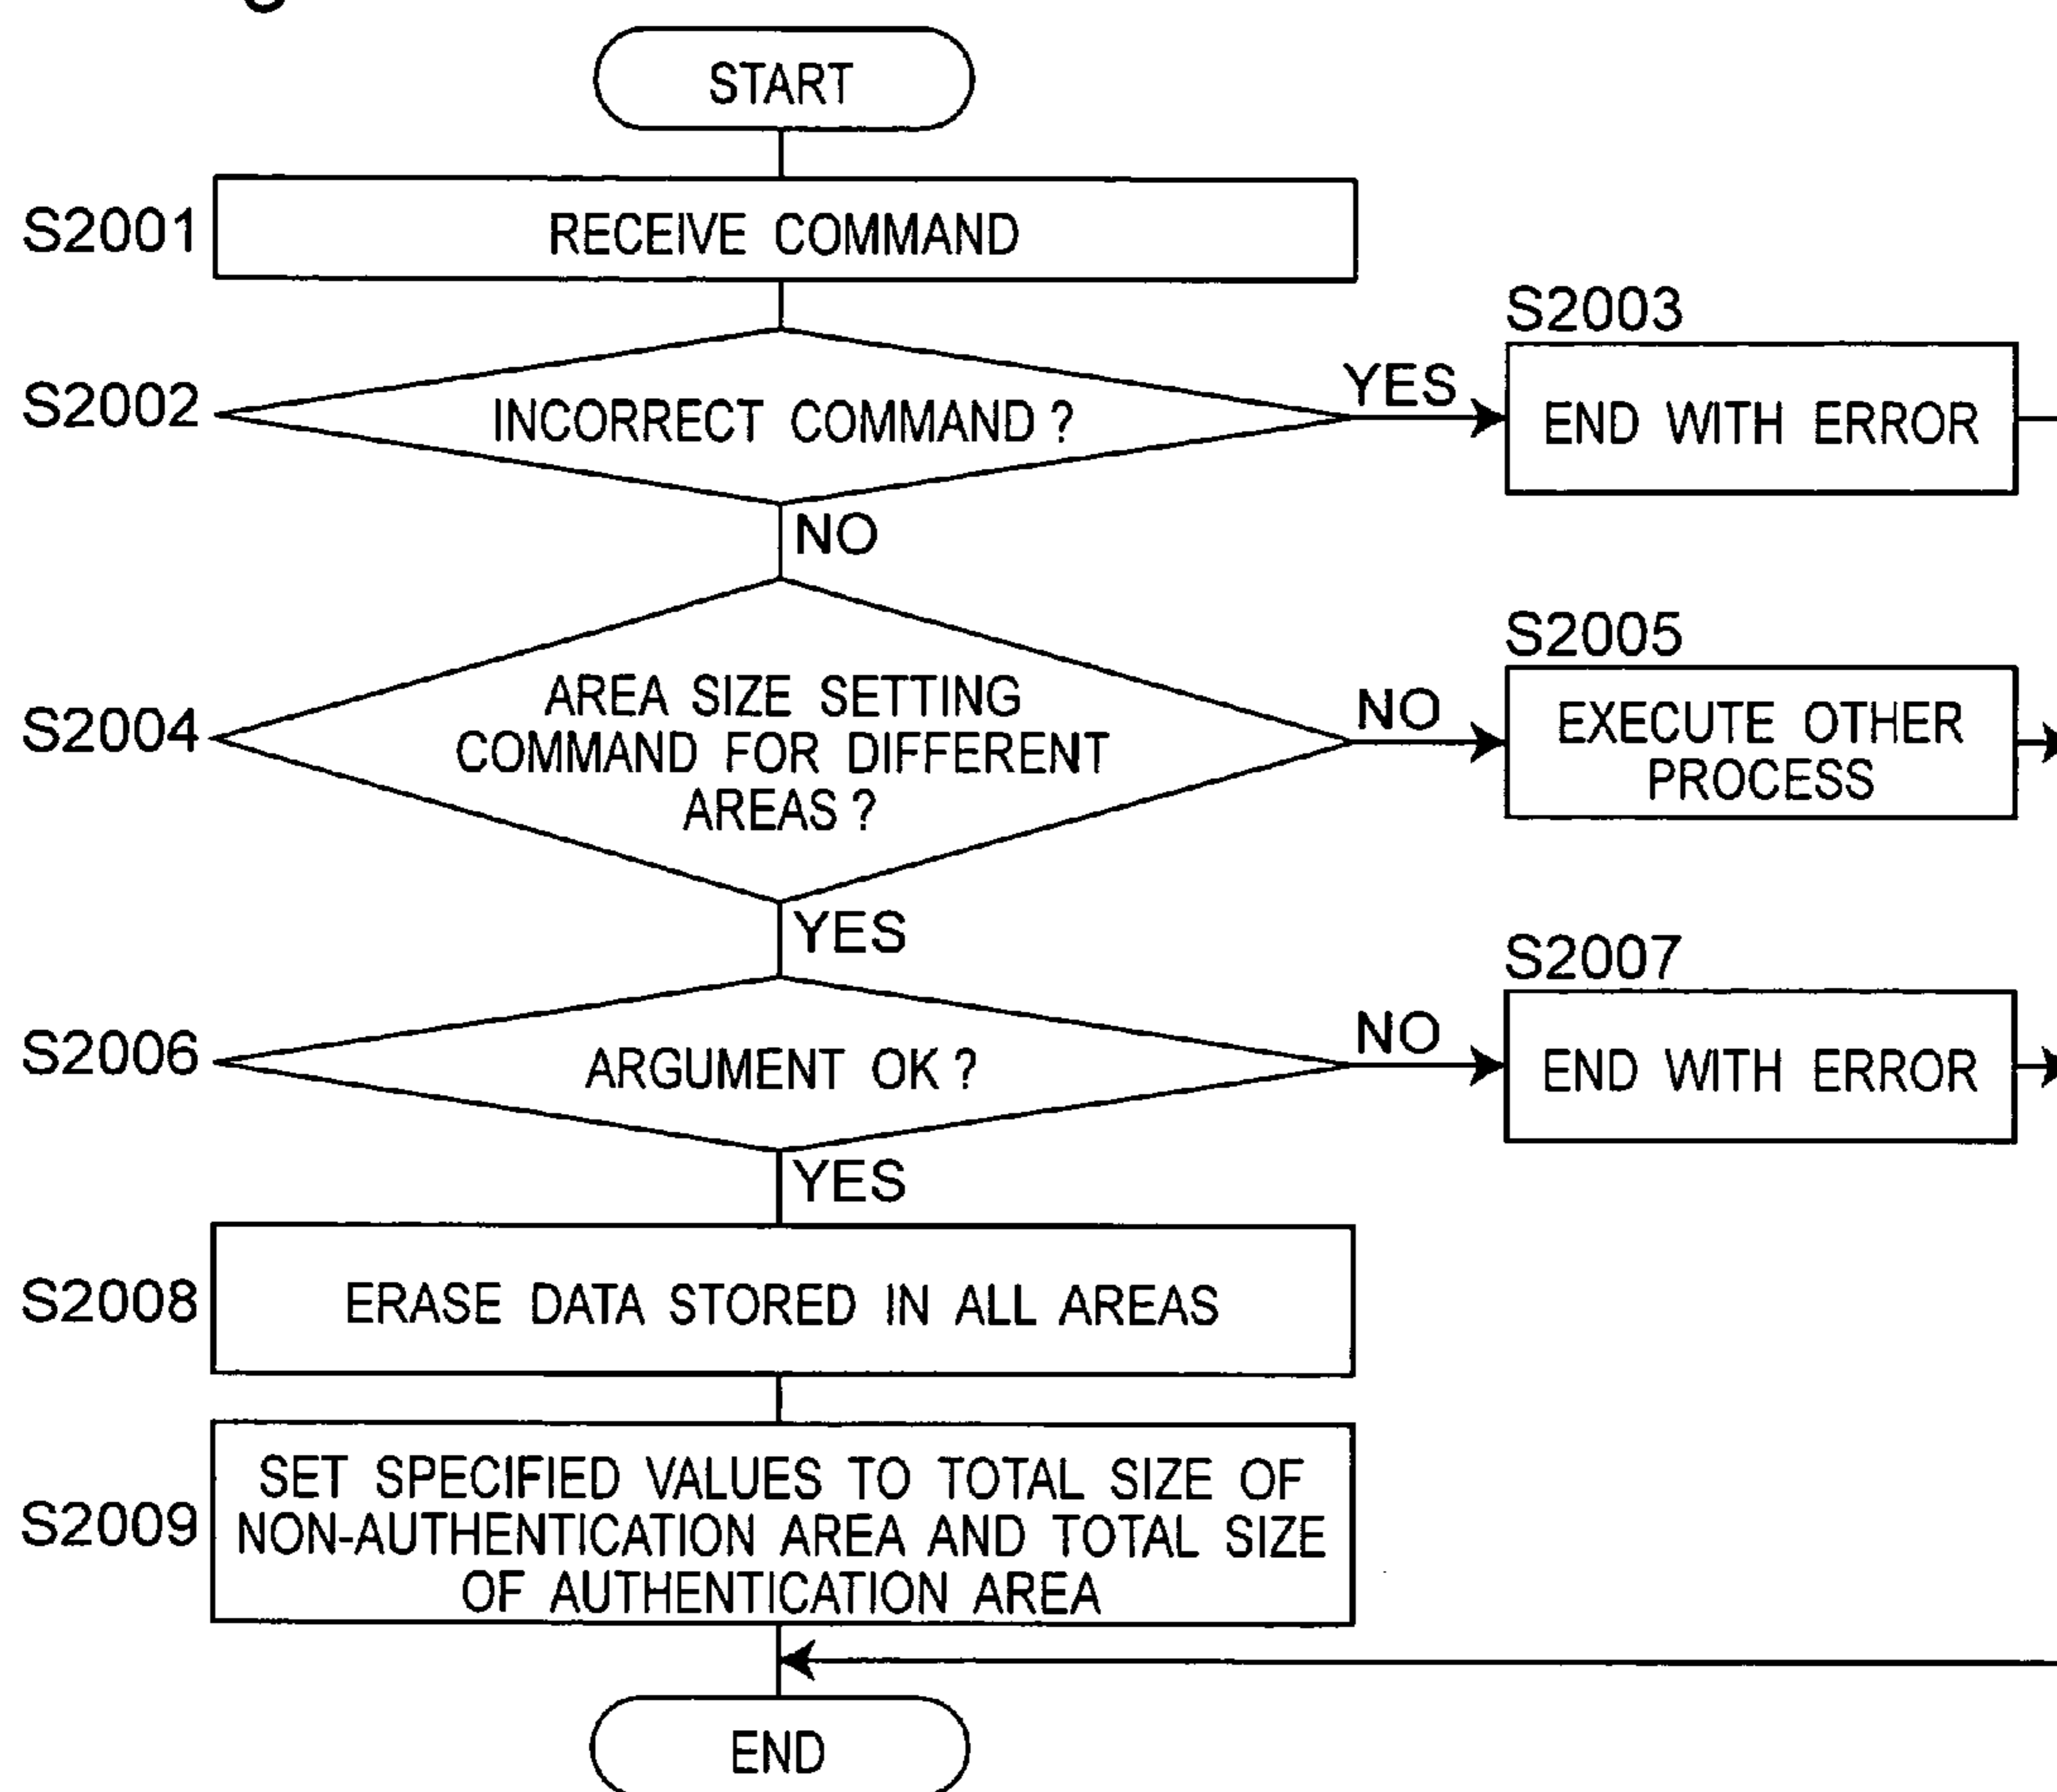 START
S2001
RECEIVE COMMAND
S2002
INCORRECT COMMAND ?
YES
S2003
END WITH ERROR
NO
S2004
AREA SIZE SETTING
COMMAND FOR DIFFERENT
AREAS ?
NO
S2005
EXECUTE OTHER
PROCESS
YES
S2006
ARGUMENT OK ?
NO
S2007
END WITH ERROR
YES
S2008
ERASE DATA STORED IN ALL AREAS
S2009
SET SPECIFIED VALUES TO TOTAL SIZE OF
NON-AUTHENTICATION AREA AND TOTAL SIZE
OF AUTHENTICATION AREA
END